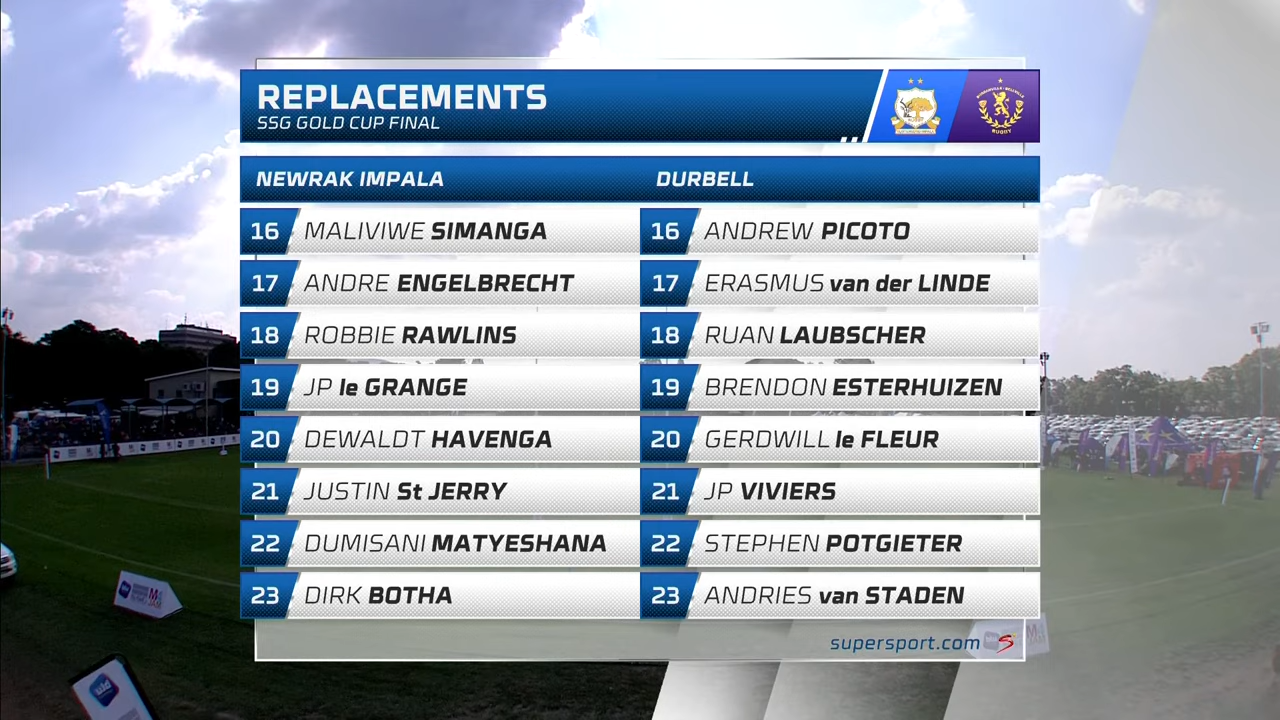 REPLACEMENTS
SSG GOLD CUP FINAL
NEWRAK IMPALA
DURBELL
16 MALIVIWE SIMANGA
16 ANDREW PICOTO
17 ANDRE ENGELBRECHT
17 ERASMUS van der LINDE
18 ROBBIE RAWLINS
18 RUAN LAUBSCHER
19 JP le GRANGE
19 BRENDON ESTERHUIZEN
20 DEWALDT HAVENGA
20 GERDWILL le FLEUR
21 JUSTIN St JERRY
21 JP VIVIERS
22 DUMISANI MATYESHANA
22 STEPHEN POTGIETER
23 DIRK BOTHA
23 ANDRIES van STADEN
supersport.com